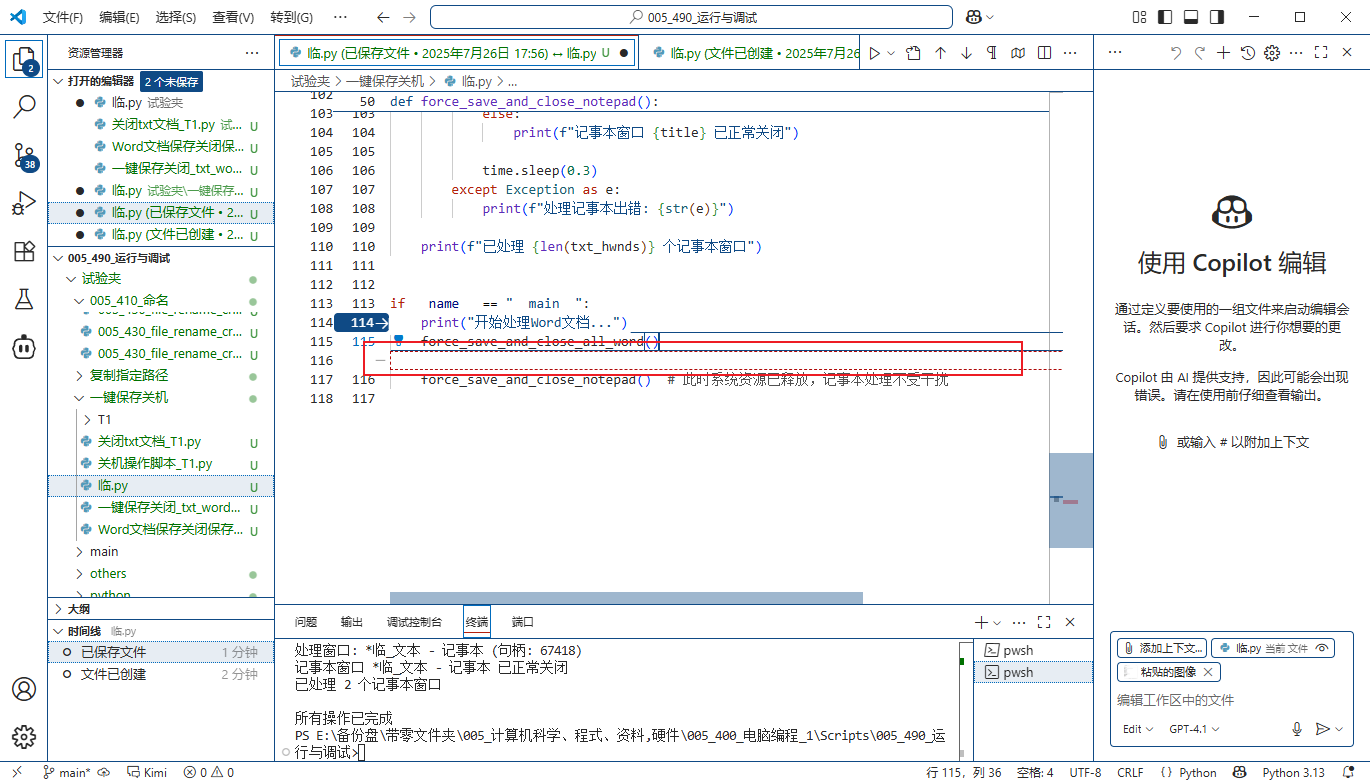 文件(F) 编辑(E) 选择(S) 查看(V) 转到(G) ··· 005_490_运行与调试
资源管理器
打开的编辑器 2 个未保存
临.py 试验夹
关闭txt文档_T1.py 试... U
Word文档保存关闭保... U
一键保存关闭_txt_wo... U
临.py 试验夹\一键保存... U
临.py (已保存文件 • 2... U
临.py (文件已创建 • 2... U
005_490_运行与调试
试验夹
005_410_命名
005_430_file_rename_cr...
005_430_file_rename_cr... U
005_430_file_rename_cr... U
复制指定路径
一键保存关机
T1
关闭txt文档_T1.py U
关机操作脚本_T1.py U
临.py U
一键保存关闭_txt_word... U
Word文档保存关闭保存... U
main
others
python
大纲
时间线 临.py
已保存文件 1 分钟
文件已创建 2 分钟
2
38
临.py (已保存文件 • 2025年7月26日 17:56) ↔ 临.py U ●
临.py (文件已创建 • 2025年7月26
试验夹 > 一键保存关机 > 临.py > ...
102 50 def force_save_and_close_notepad():
103 103 else:
104 104 print(f"记事本窗口 {title} 已正常关闭")
105 105
106 106 time.sleep(0.3)
107 107 except Exception as e:
108 108 print(f"处理记事本出错: {str(e)}")
109 109
110 110 print(f"已处理 {len(txt_hwnds)} 个记事本窗口")
111 111
112 112
113 113 if __name__ == "__main__":
114 114→ print("开始处理Word文档...")
115 115 force_save_and_close_all_word()
116 —
117 116 force_save_and_close_notepad() # 此时系统资源已释放，记事本处理不受干扰
118 117
问题 输出 调试控制台 终端 端口
处理窗口: *临_文本 - 记事本 (句柄: 67418)
记事本窗口 *临_文本 - 记事本 已正常关闭
已处理 2 个记事本窗口
所有操作已完成
PS E:\备份盘\带零文件夹\005_计算机科学、程式、资料,硬件\005_400_电脑编程_1\Scripts\005_490_运
行与调试>
pwsh
pwsh
使用 Copilot 编辑
通过定义要使用的一组文件来启动编辑会
话。然后要求 Copilot 进行你想要的更
改。
Copilot 由 AI 提供支持，因此可能会出现
错误。请在使用前仔细查看输出。
或输入 # 以附加上下文
添加上下文... 临.py 当前文件
粘贴的图像
编辑工作区中的文件
Edit GPT-4.1
main* Kimi 0 0 行 115，列 36 空格: 4 UTF-8 CRLF {} Python Python 3.13